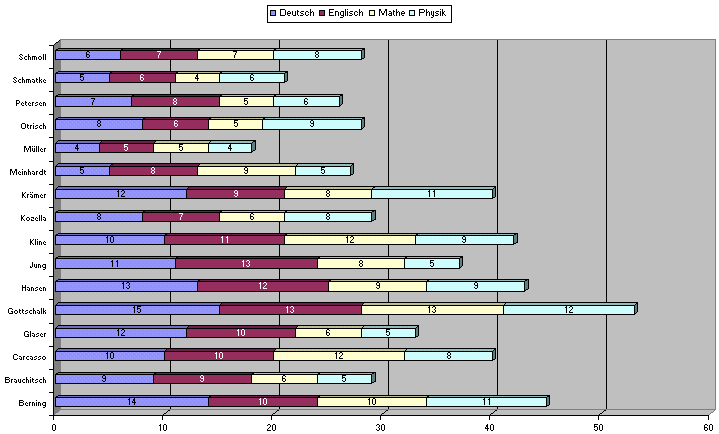 Deutsch Englisch Mathe Physik
Schmoll 6 7 7 8
Schmatke 5 6 4 6
Petersen 7 8 5 6
Otrisch 8 6 5 9
Müller 4 5 5 4
Meinhardt 5 8 9 5
Krämer 12 9 8 11
Kozella 8 7 6 8
Kline 10 11 12 9
Jung 11 13 8 5
Hansen 13 12 9 9
Gottschalk 15 13 13 12
Glaser 12 10 6 5
Carcasso 10 10 12 8
Brauchitsch 9 9 6 5
Berning 14 10 10 11
0 10 20 30 40 50 60